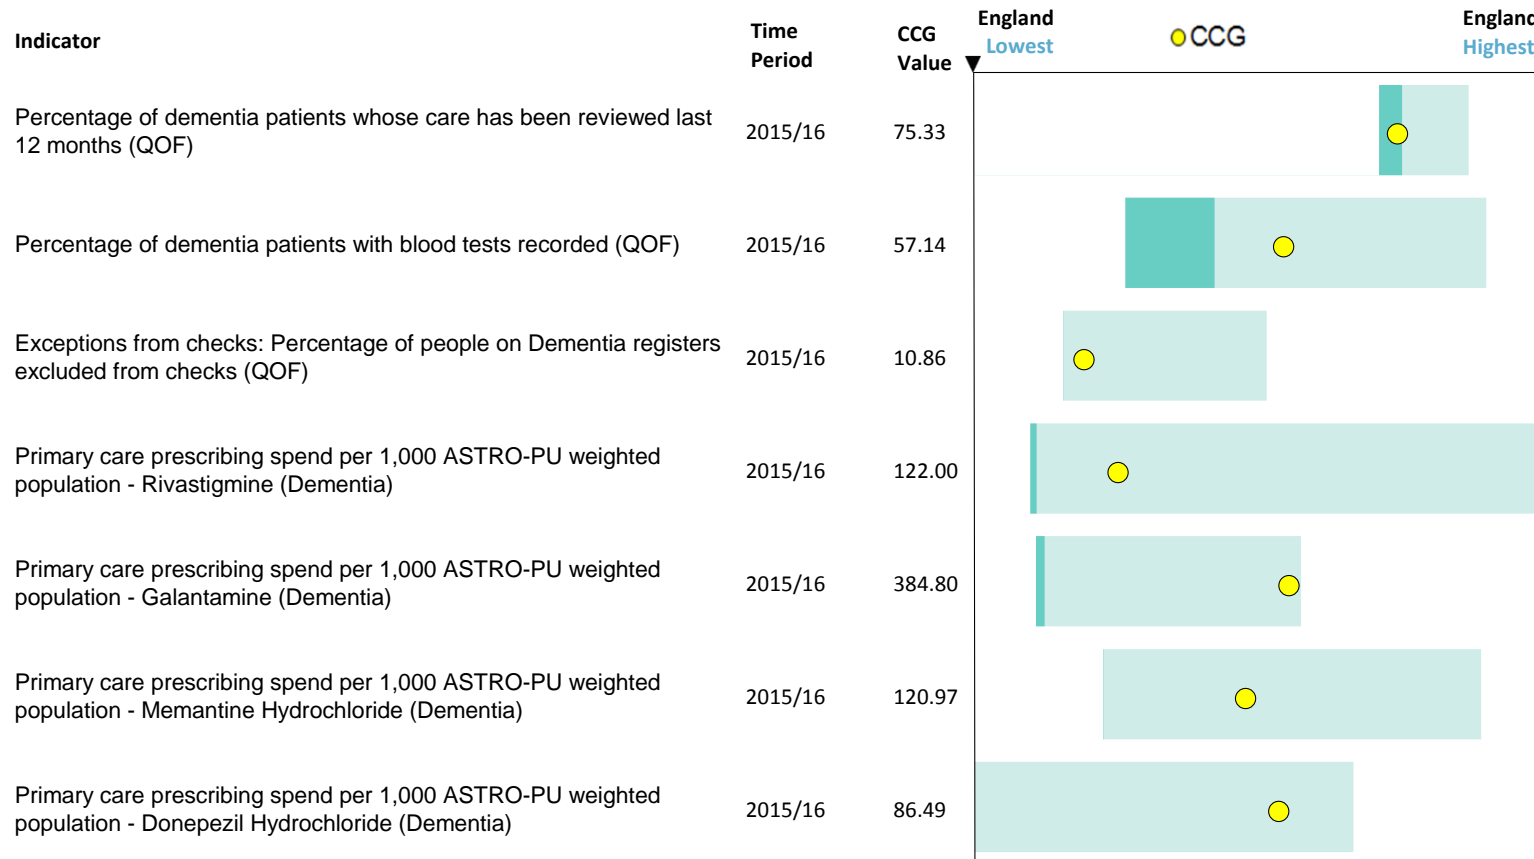 Indicator
Time Period
CCG Value
England Lowest
CCG
England Highest
Percentage of dementia patients whose care has been reviewed last
12 months (QOF)
2015/16
75.33
Percentage of dementia patients with blood tests recorded (QOF)
2015/16
57.14
Exceptions from checks: Percentage of people on Dementia registers
excluded from checks (QOF)
2015/16
10.86
Primary care prescribing spend per 1,000 ASTRO-PU weighted
population - Rivastigmine (Dementia)
2015/16
122.00
Primary care prescribing spend per 1,000 ASTRO-PU weighted
population - Galantamine (Dementia)
2015/16
384.80
Primary care prescribing spend per 1,000 ASTRO-PU weighted
population - Memantine Hydrochloride (Dementia)
2015/16
120.97
Primary care prescribing spend per 1,000 ASTRO-PU weighted
population - Donepezil Hydrochloride (Dementia)
2015/16
86.49